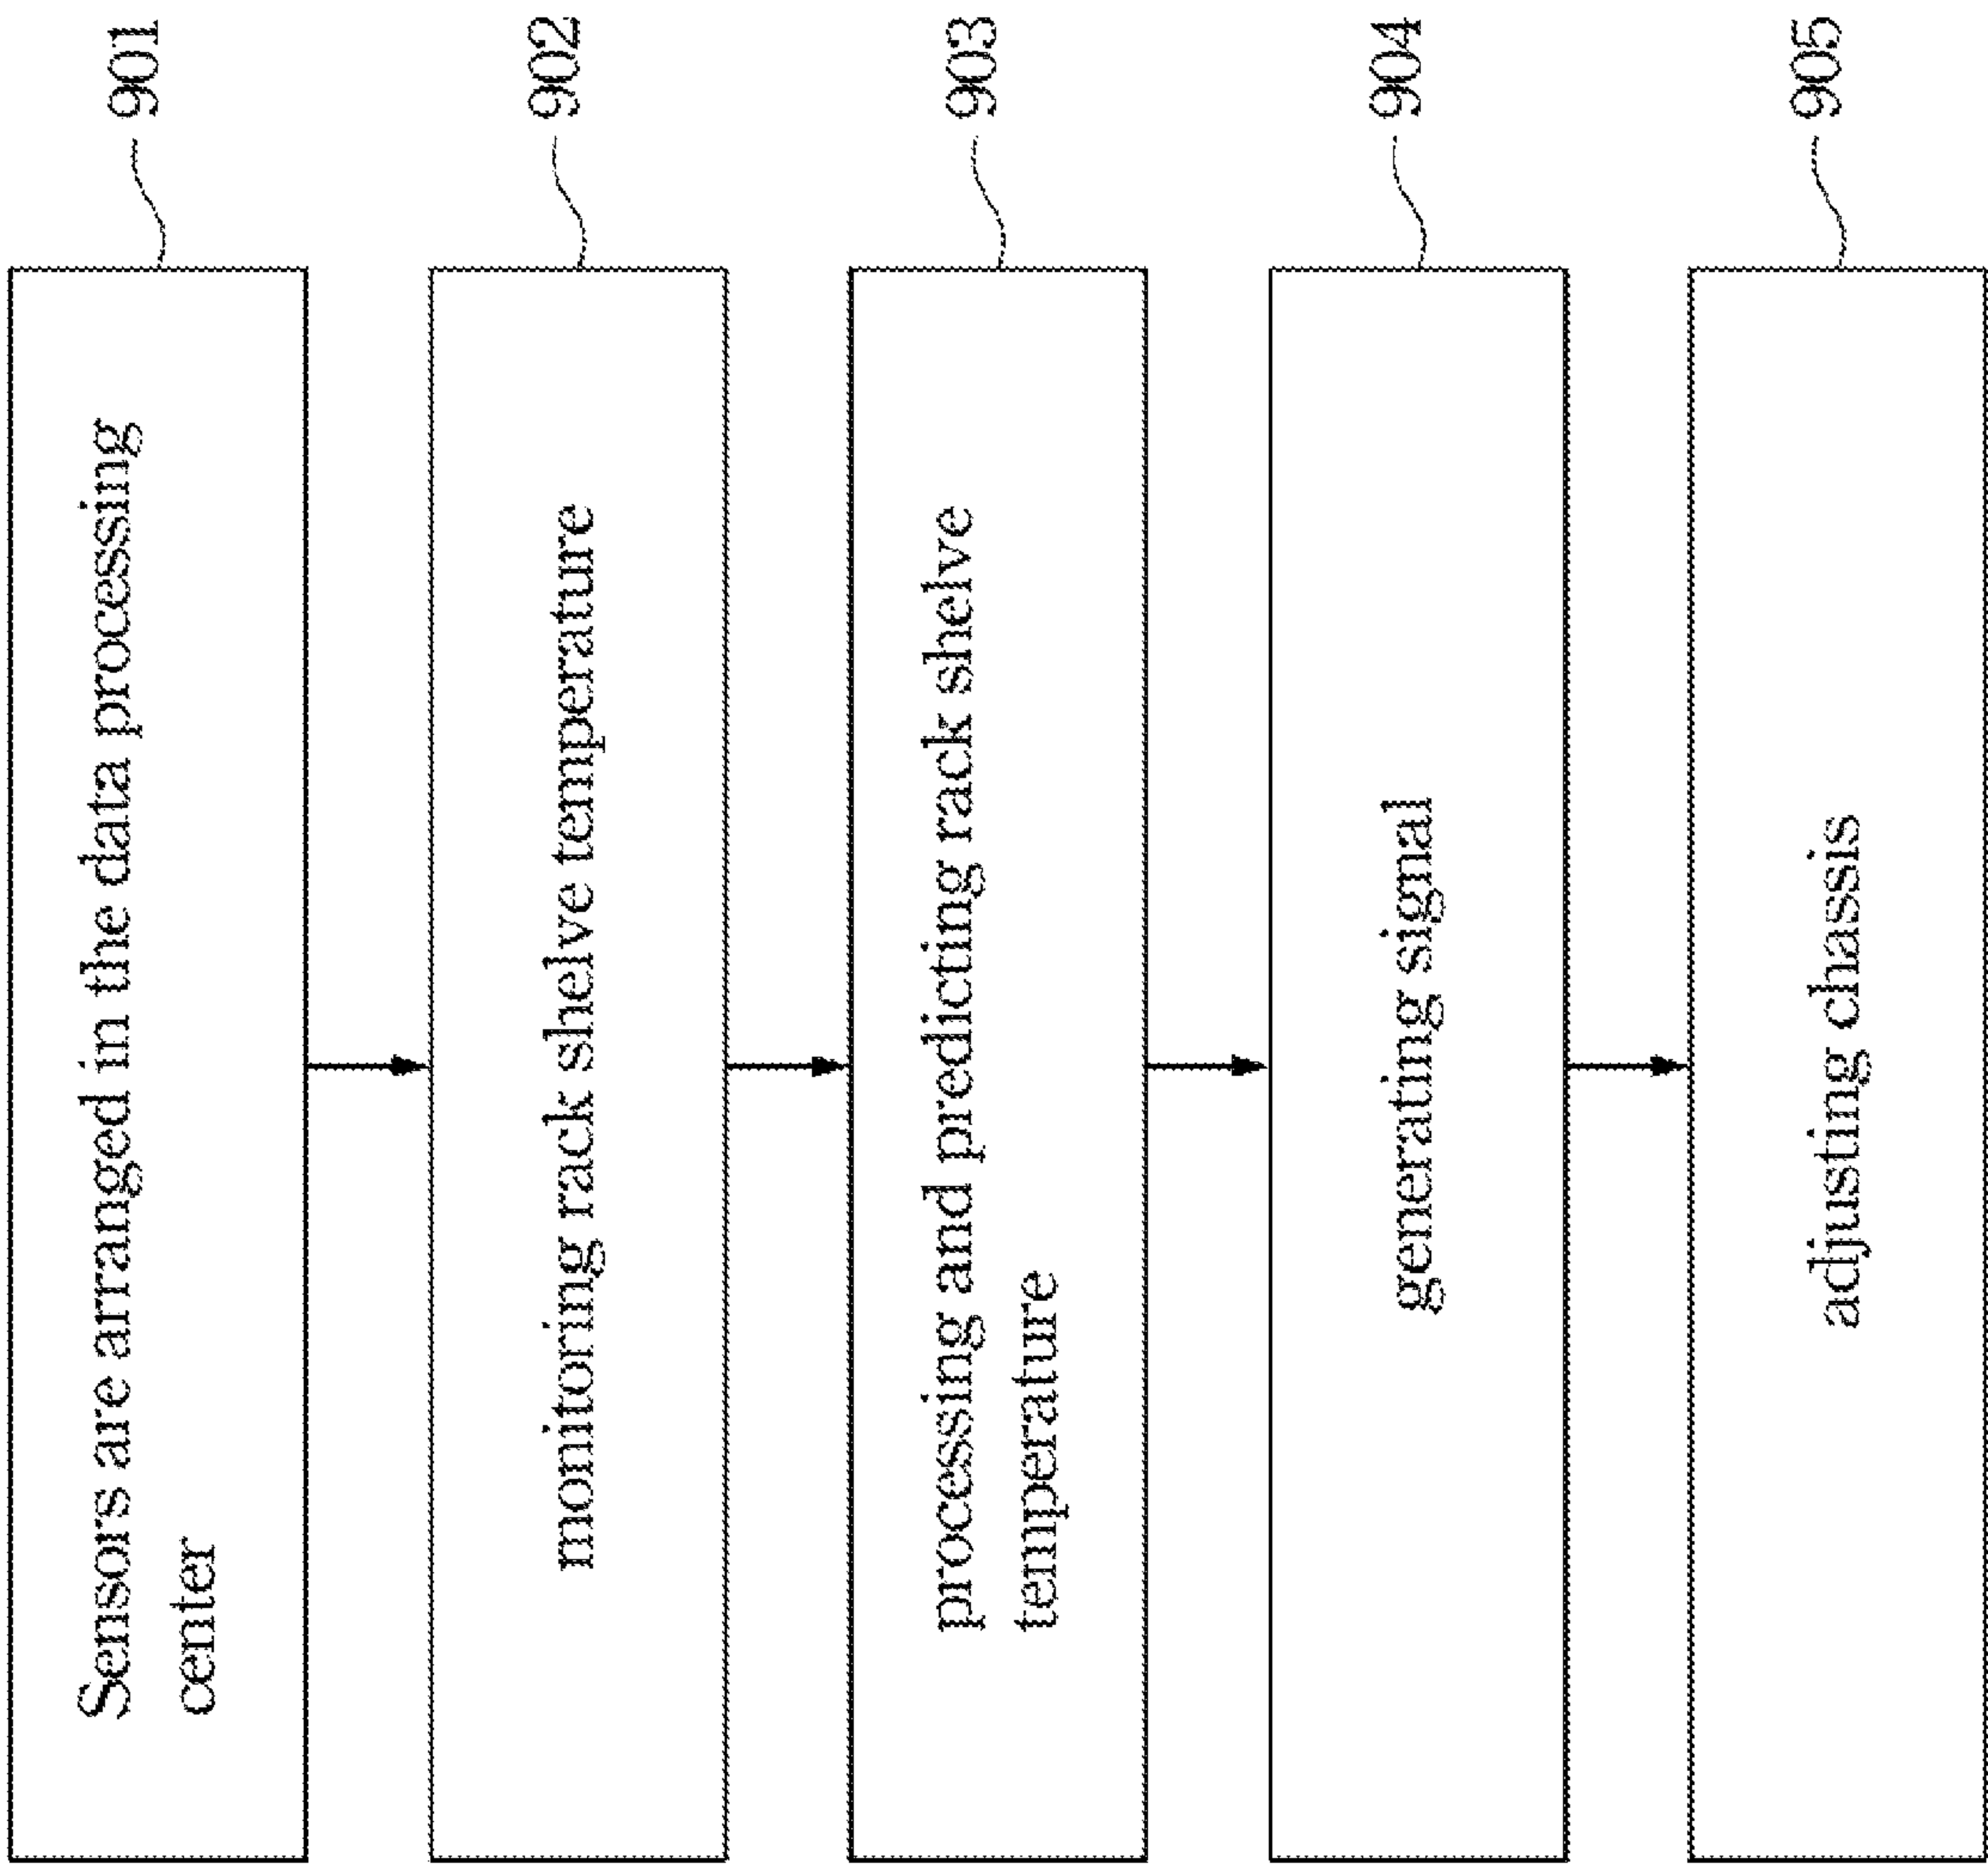 Sensors are arranged in the data processing
center
901
monitoring rack shelve temperature
902
processing and predicting rack shelve
temperature
903
generating signal
904
adjusting chassis
905